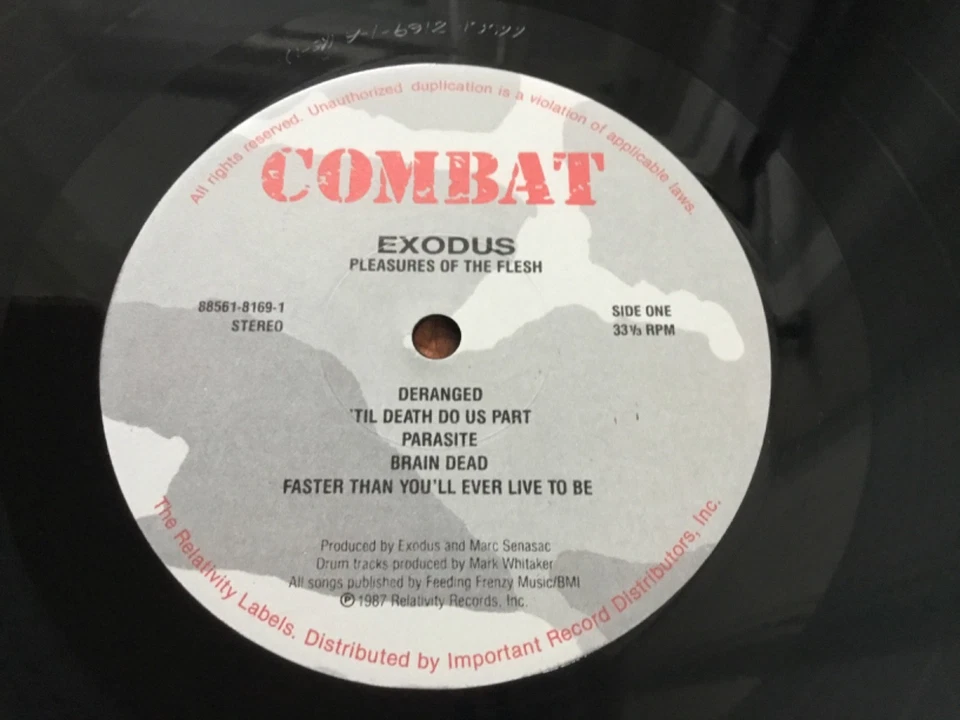 All rights reserved. Unauthorized duplication is a violation of applicable laws.
COMBAT
EXODUS
PLEASURES OF THE FLESH
88561-8169-1
STEREO
SIDE ONE
33⅓ RPM
DERANGED
'TIL DEATH DO US PART
PARASITE
BRAIN DEAD
FASTER THAN YOU'LL EVER LIVE TO BE
Produced by Exodus and Marc Senasac
Drum tracks produced by Mark Whitaker
All songs published by Feeding Frenzy Music/BMI
℗ 1987 Relativity Records, Inc.
The Relativity Labels. Distributed by Important Record Distributors, Inc.